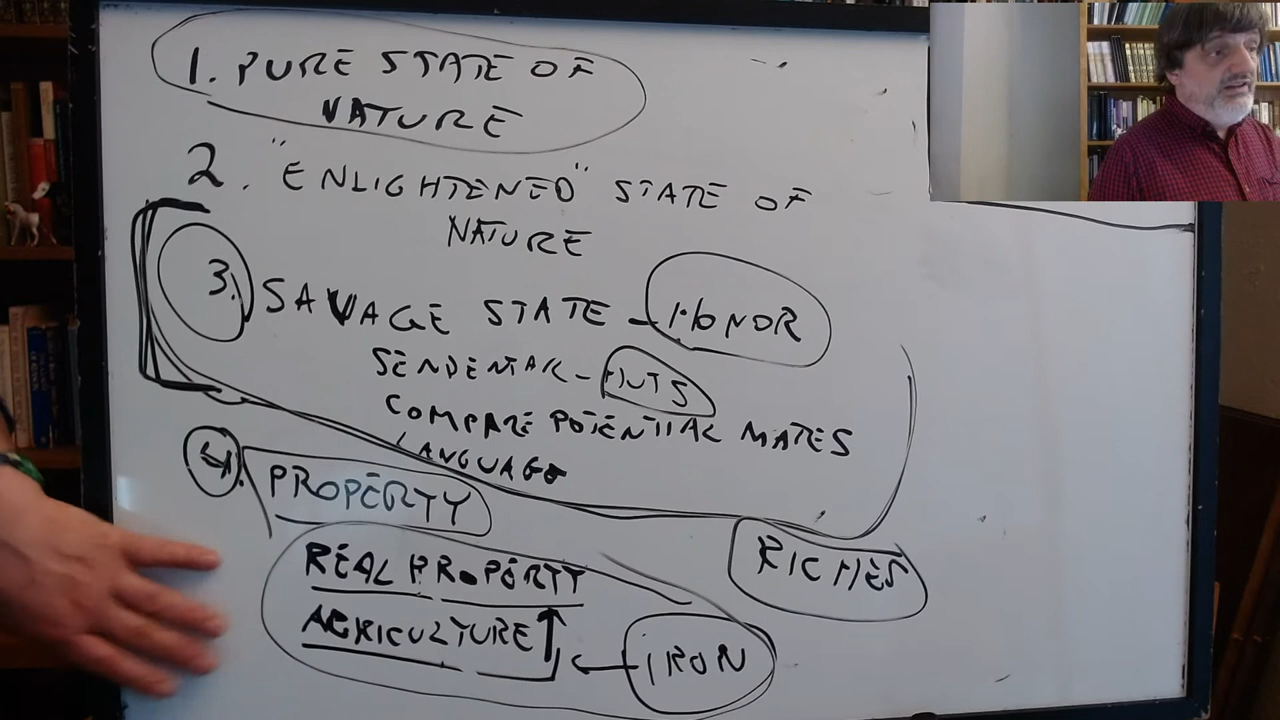 1. PURE STATE OF
NATURE
2. "ENLIGHTENED" STATE OF
NATURE
3. SAVAGE STATE - HONOR
SENDENTAR - HUTS
COMPARE POTENTIAL MATES
LANGUAGE
4. PROPERTY
RICHES
REAL PROPERTY
AGRICULTURE
IRON